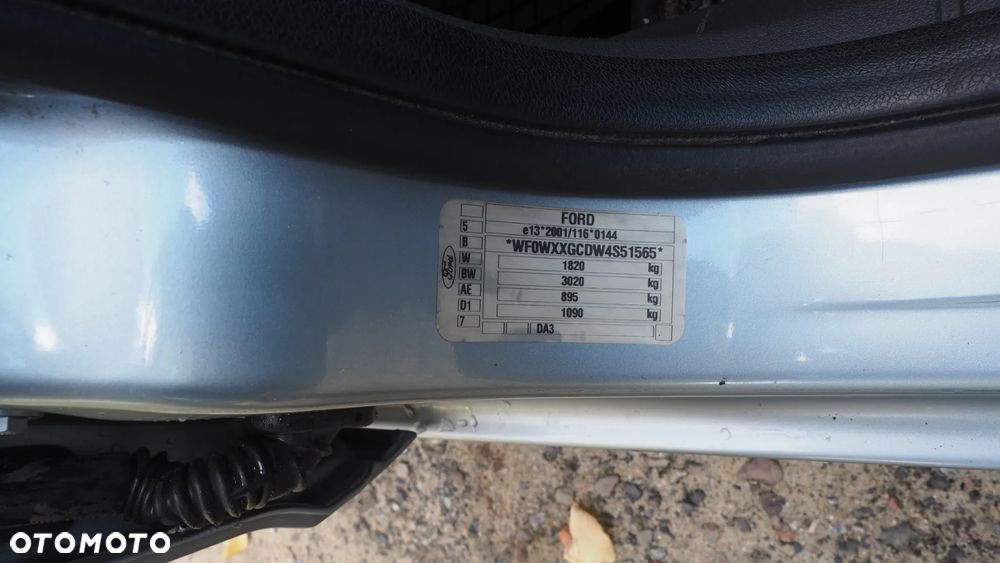 FORD
5 e13*2001/116*0144
B *WF0WXXGCDW4S51565*
W 1820 kg
BW 3020 kg
AE 895 kg
D1 1090 kg
7 DA3
Ford
OTOMOTO